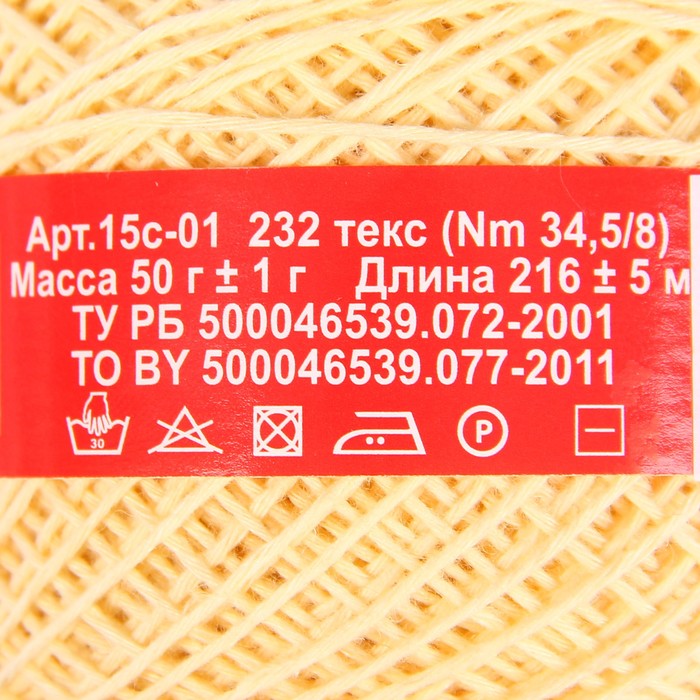 Арт.15с-01 232 текс (Nm 34,5/8)
Масса 50 г ± 1 г Длина 216 ± 5 м
ТУ РБ 500046539.072-2001
ТО BY 500046539.077-2011
30 P